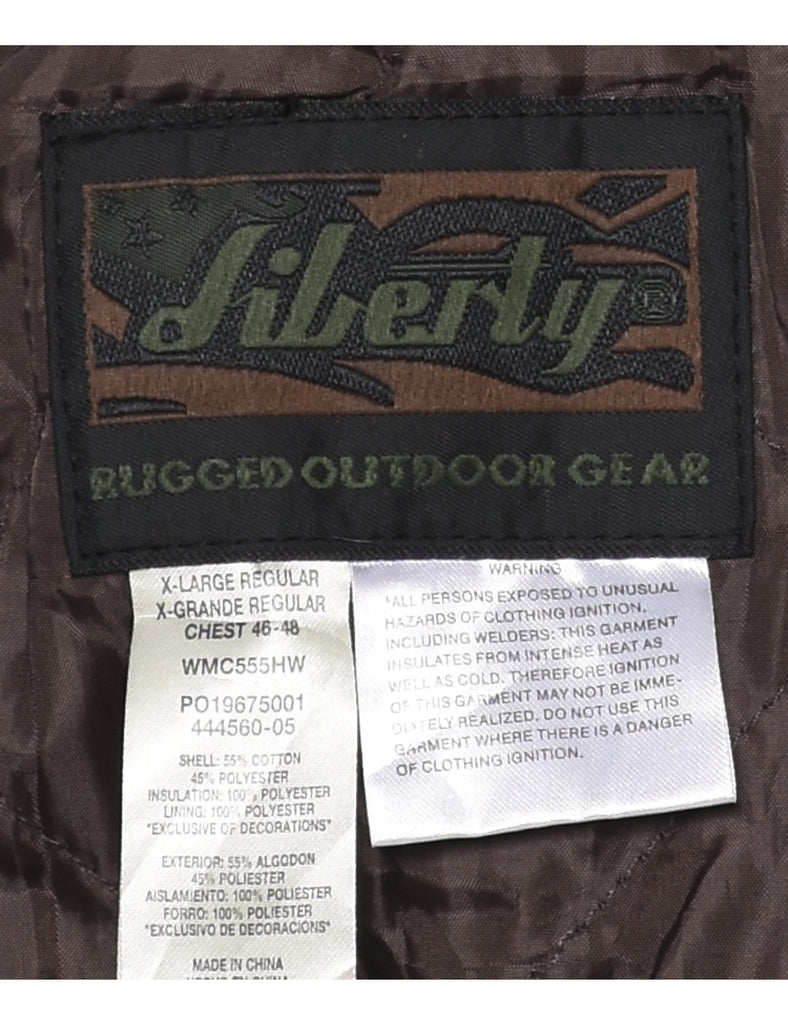 Liberty ®
RUGGED OUTDOOR GEAR
X-LARGE REGULAR
X-GRANDE REGULAR
CHEST 46-48
WMC555HW
PO19675001
444560-05
SHELL: 55% COTTON
45% POLYESTER
INSULATION: 100% POLYESTER
LINING: 100% POLYESTER
"EXCLUSIVE OF DECORATIONS"
EXTERIOR: 55% ALGODON
45% POLIESTER
AISLAMIENTO: 100% POLIESTER
FORRO: 100% POLIESTER
"EXCLUSIVO DE DECORACIONS"
MADE IN CHINA
HECHO EN CHINA
WARNING
*ALL PERSONS EXPOSED TO UNUSUAL
HAZARDS OF CLOTHING IGNITION,
INCLUDING WELDERS: THIS GARMENT
INSULATES FROM INTENSE HEAT AS
WELL AS COLD. THEREFORE IGNITION
OF THIS GARMENT MAY NOT BE IMME-
DIATELY REALIZED. DO NOT USE THIS
GARMENT WHERE THERE IS A DANGER
OF CLOTHING IGNITION.